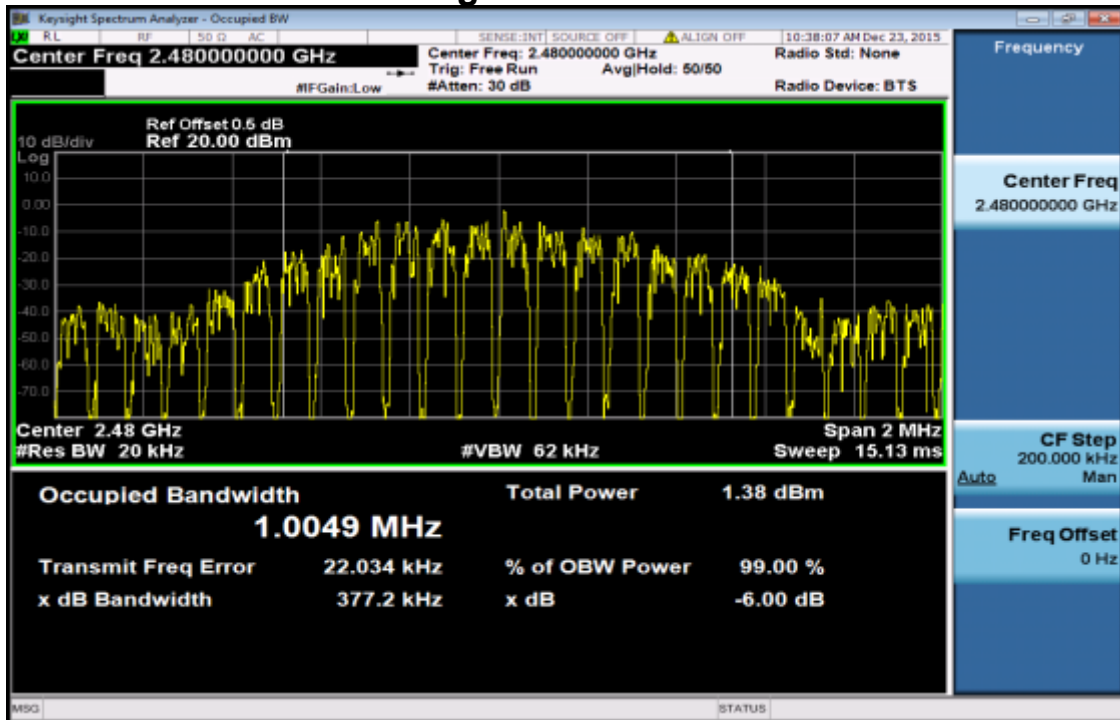 Keysight Spectrum Analyzer - Occupied BW
RL RF 50 Ω AC SENSE:INT SOURCE OFF ALIGN OFF 10:38:07 AM Dec 23, 2015
Center Freq 2.480000000 GHz
Center Freq: 2.480000000 GHz Radio Std: None
Trig: Free Run Avg|Hold: 50/50
#IFGain:Low #Atten: 30 dB Radio Device: BTS
Ref Offset 0.5 dB
10 dB/div Ref 20.00 dBm
Log
10.0
0.00
-10.0
-20.0
-30.0
-40.0
-50.0
-60.0
-70.0
Center 2.48 GHz Span 2 MHz
#Res BW 20 kHz #VBW 62 kHz Sweep 15.13 ms
Occupied Bandwidth Total Power 1.38 dBm
1.0049 MHz
Transmit Freq Error 22.034 kHz % of OBW Power 99.00 %
x dB Bandwidth 377.2 kHz x dB -6.00 dB
Frequency
Center Freq
2.480000000 GHz
CF Step
200.000 kHz
Auto Man
Freq Offset
0 Hz
MSG STATUS